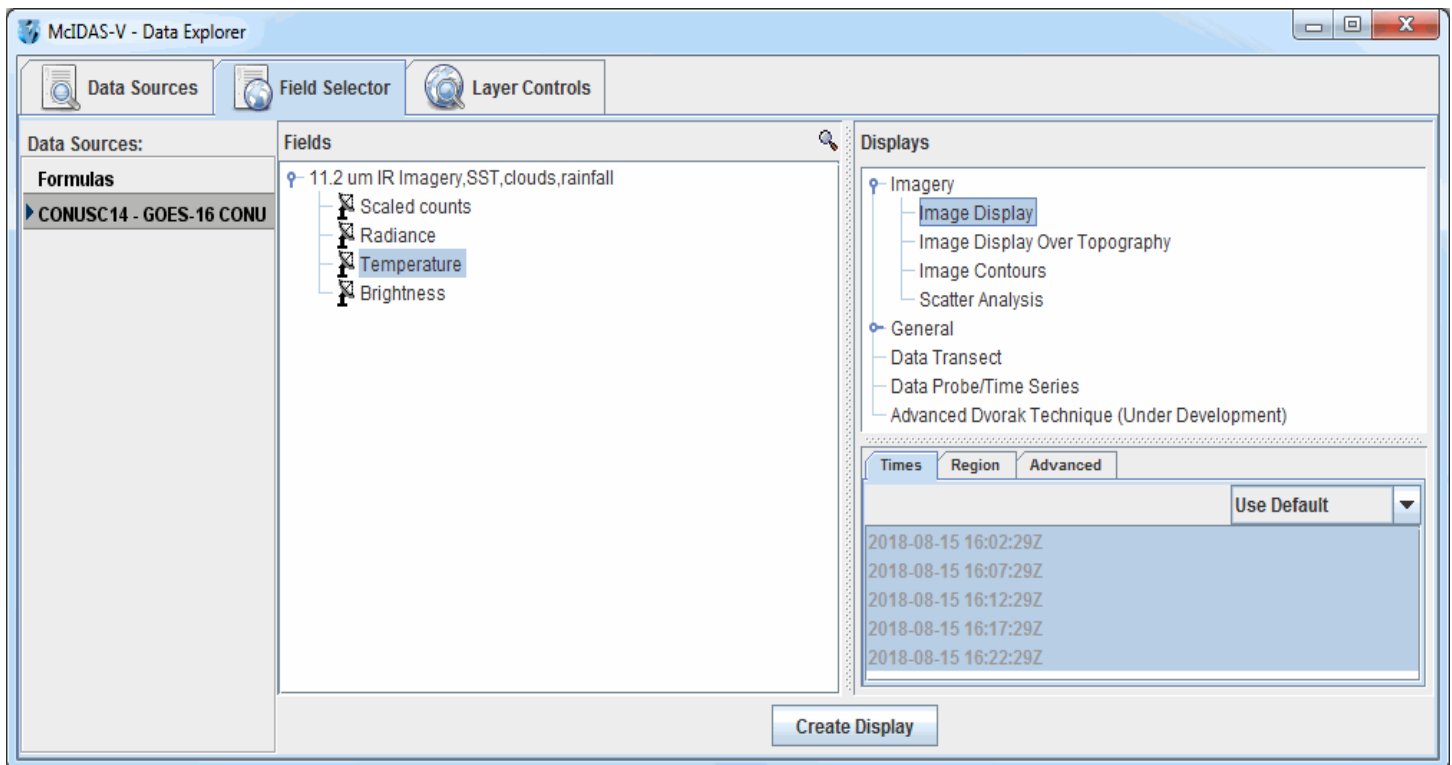 McIDAS-V - Data Explorer
Data Sources
Field Selector
Layer Controls
Data Sources:
Formulas
CONUSC14 - GOES-16 CONU
Fields
11.2 um IR Imagery,SST,clouds,rainfall
Scaled counts
Radiance
Temperature
Brightness
Displays
Imagery
Image Display
Image Display Over Topography
Image Contours
Scatter Analysis
General
Data Transect
Data Probe/Time Series
Advanced Dvorak Technique (Under Development)
Times
Region
Advanced
Use Default
2018-08-15 16:02:29Z
2018-08-15 16:07:29Z
2018-08-15 16:12:29Z
2018-08-15 16:17:29Z
2018-08-15 16:22:29Z
Create Display